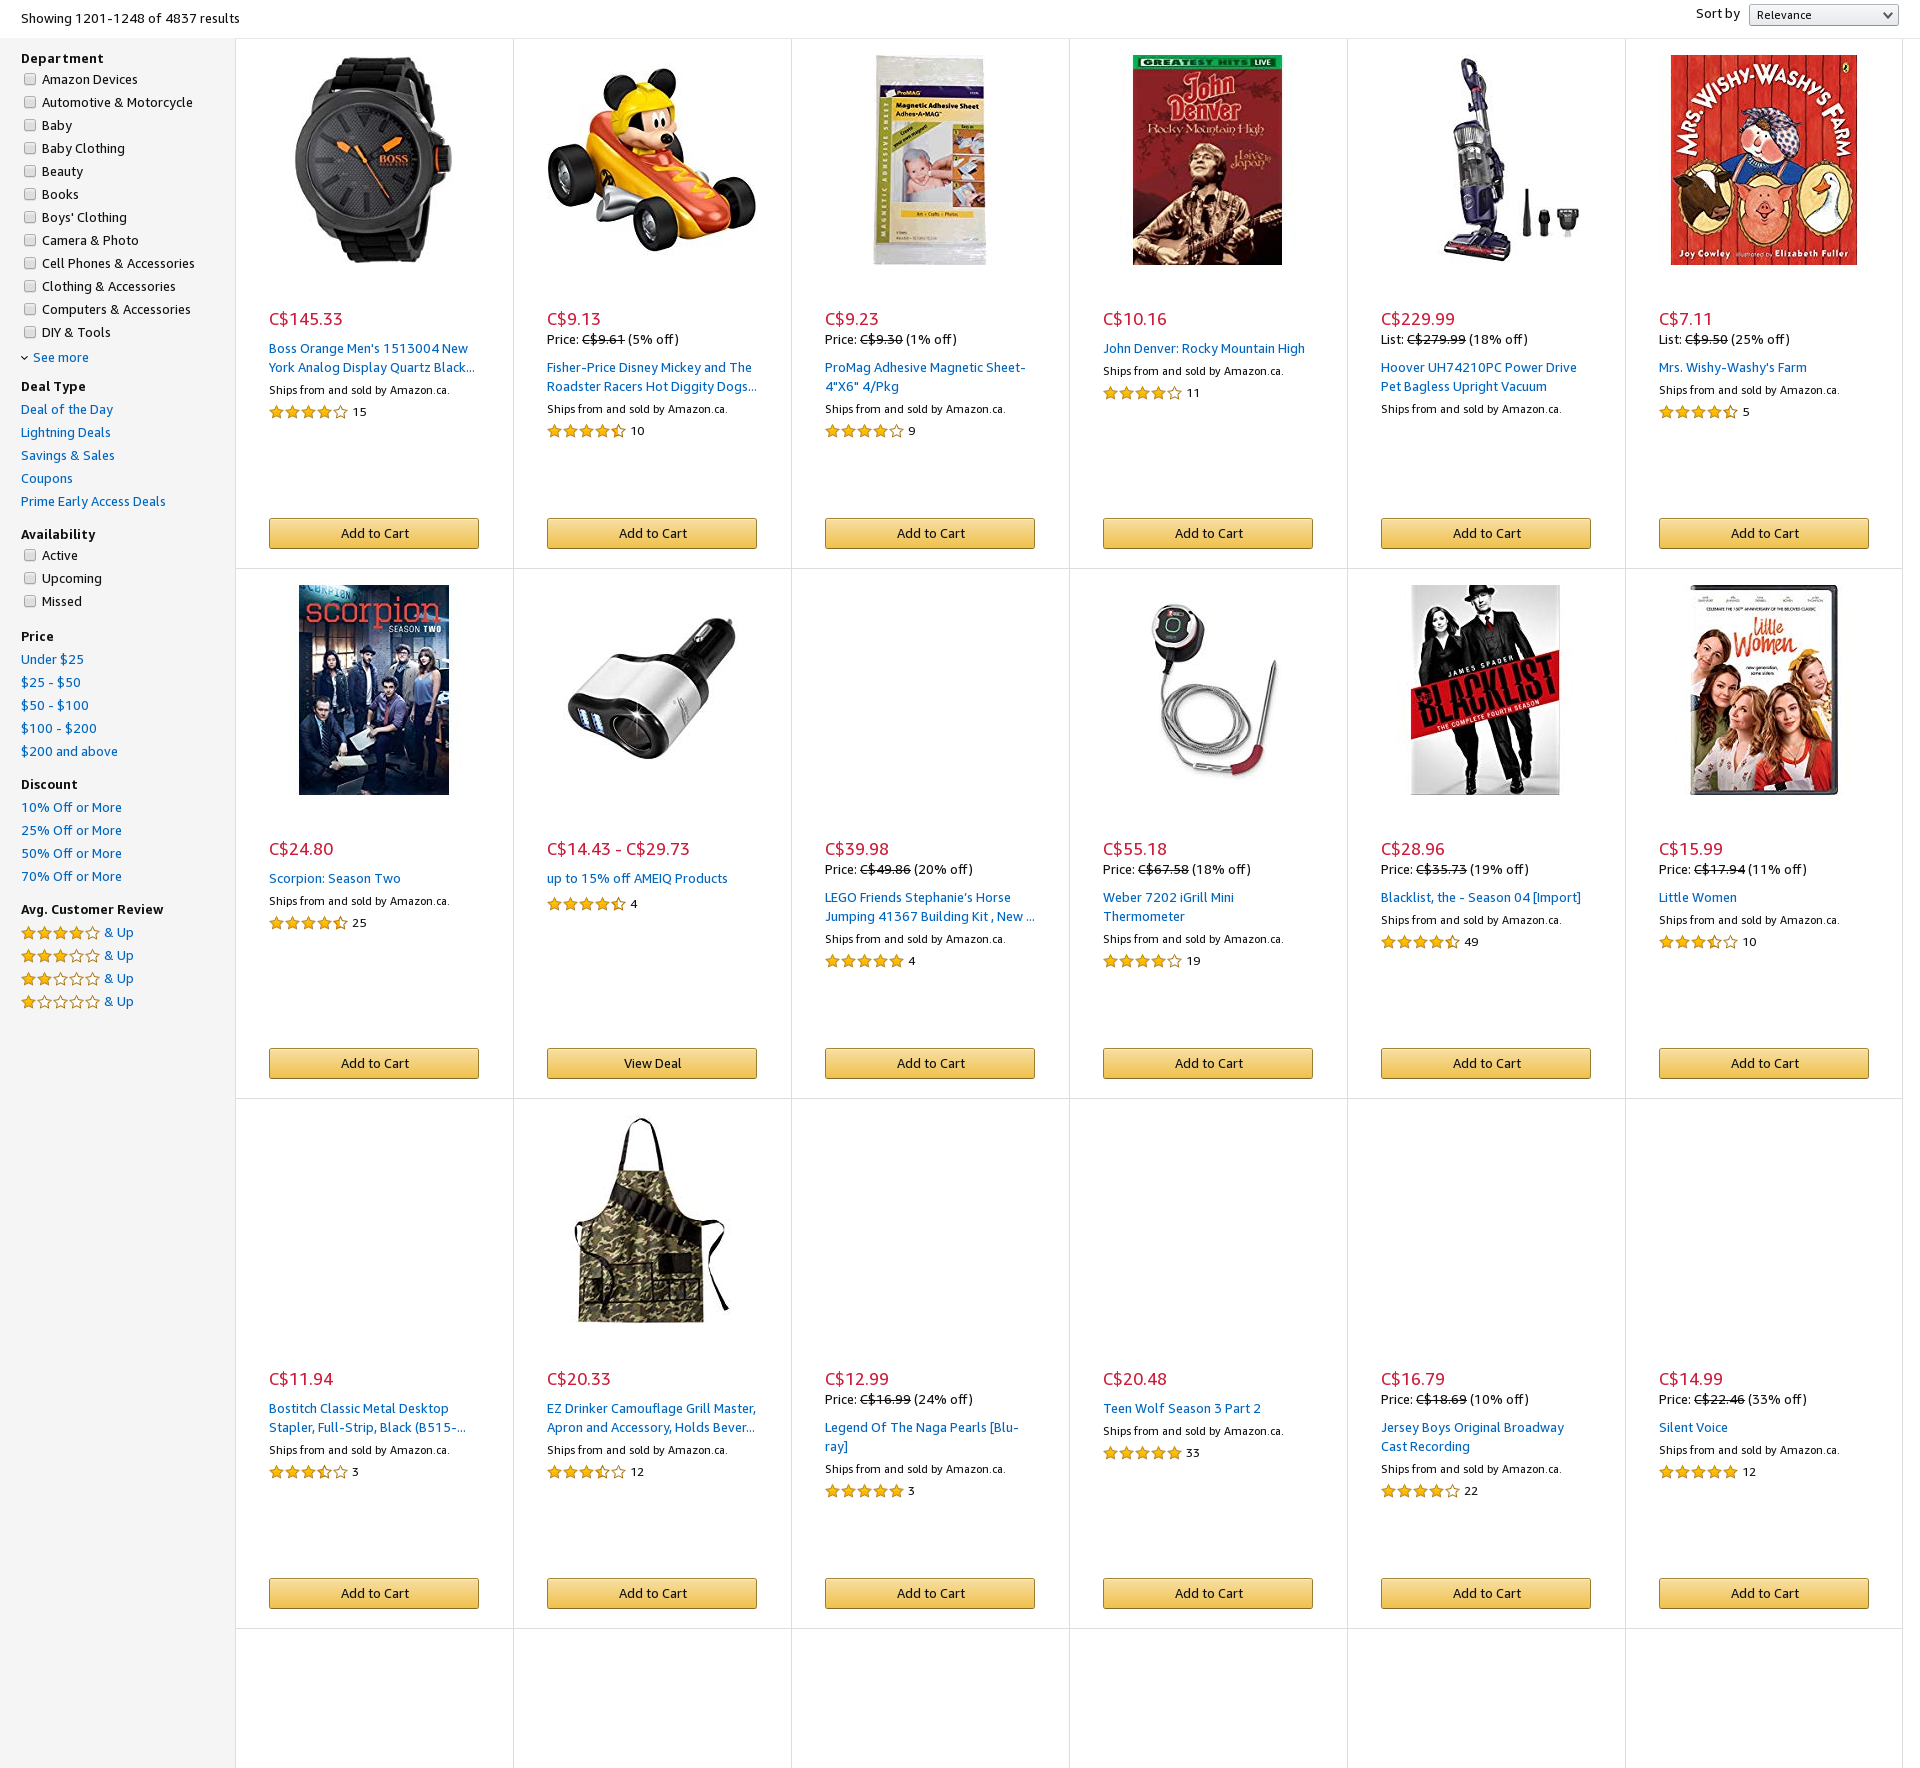 Showing 1201-1248 of 4837 results
Sort by
Relevance
Department
Amazon Devices
Automotive & Motorcycle
Baby
Baby Clothing
Beauty
Books
Boys' Clothing
Camera & Photo
Cell Phones & Accessories
Clothing & Accessories
Computers & Accessories
DIY & Tools
See more
Deal Type
Deal of the Day
Lightning Deals
Savings & Sales
Coupons
Prime Early Access Deals
Availability
Active
Upcoming
Missed
Price
Under $25
$25 - $50
$50 - $100
$100 - $200
$200 and above
Discount
10% Off or More
25% Off or More
50% Off or More
70% Off or More
Avg. Customer Review
& Up
& Up
& Up
& Up
BOSS
C$145.33
Boss Orange Men's 1513004 New
York Analog Display Quartz Black...
Ships from and sold by Amazon.ca.
15
Add to Cart
C$9.13
Price: C$9.61 (5% off)
Fisher-Price Disney Mickey and The
Roadster Racers Hot Diggity Dogs...
Ships from and sold by Amazon.ca.
10
Add to Cart
ProMAG
Magnetic Adhesive Sheet
Adhes-A-MAG
MAGNETIC ADHESIVE SHEET
Art • Crafts • Photos
C$9.23
Price: C$9.30 (1% off)
ProMag Adhesive Magnetic Sheet-
4"X6" 4/Pkg
Ships from and sold by Amazon.ca.
9
Add to Cart
GREATEST HITS LIVE
John
Denver
Rocky Mountain High
Live in
Japan
C$10.16
John Denver: Rocky Mountain High
Ships from and sold by Amazon.ca.
11
Add to Cart
C$229.99
List: C$279.99 (18% off)
Hoover UH74210PC Power Drive
Pet Bagless Upright Vacuum
Ships from and sold by Amazon.ca.
Add to Cart
MRS. WISHY-WASHY'S FARM
Joy Cowley illustrated by Elizabeth Fuller
C$7.11
List: C$9.50 (25% off)
Mrs. Wishy-Washy's Farm
Ships from and sold by Amazon.ca.
5
Add to Cart
scorpion
SEASON TWO
C$24.80
Scorpion: Season Two
Ships from and sold by Amazon.ca.
25
Add to Cart
C$14.43 - C$29.73
up to 15% off AMEIQ Products
4
View Deal
C$39.98
Price: C$49.86 (20% off)
LEGO Friends Stephanie's Horse
Jumping 41367 Building Kit , New ...
Ships from and sold by Amazon.ca.
4
Add to Cart
C$55.18
Price: C$67.58 (18% off)
Weber 7202 iGrill Mini
Thermometer
Ships from and sold by Amazon.ca.
19
Add to Cart
JAMES SPADER
BLACKLIST
THE COMPLETE FOURTH SEASON
C$28.96
Price: C$35.73 (19% off)
Blacklist, the - Season 04 [Import]
Ships from and sold by Amazon.ca.
49
Add to Cart
CELEBRATE THE 150TH ANNIVERSARY OF THE BELOVED CLASSIC
Little
Women
new generation,
same sisters.
C$15.99
Price: C$17.94 (11% off)
Little Women
Ships from and sold by Amazon.ca.
10
Add to Cart
C$11.94
Bostitch Classic Metal Desktop
Stapler, Full-Strip, Black (B515-...
Ships from and sold by Amazon.ca.
3
Add to Cart
C$20.33
EZ Drinker Camouflage Grill Master,
Apron and Accessory, Holds Bever...
Ships from and sold by Amazon.ca.
12
Add to Cart
C$12.99
Price: C$16.99 (24% off)
Legend Of The Naga Pearls [Blu-
ray]
Ships from and sold by Amazon.ca.
3
Add to Cart
C$20.48
Teen Wolf Season 3 Part 2
Ships from and sold by Amazon.ca.
33
Add to Cart
C$16.79
Price: C$18.69 (10% off)
Jersey Boys Original Broadway
Cast Recording
Ships from and sold by Amazon.ca.
22
Add to Cart
C$14.99
Price: C$22.46 (33% off)
Silent Voice
Ships from and sold by Amazon.ca.
12
Add to Cart